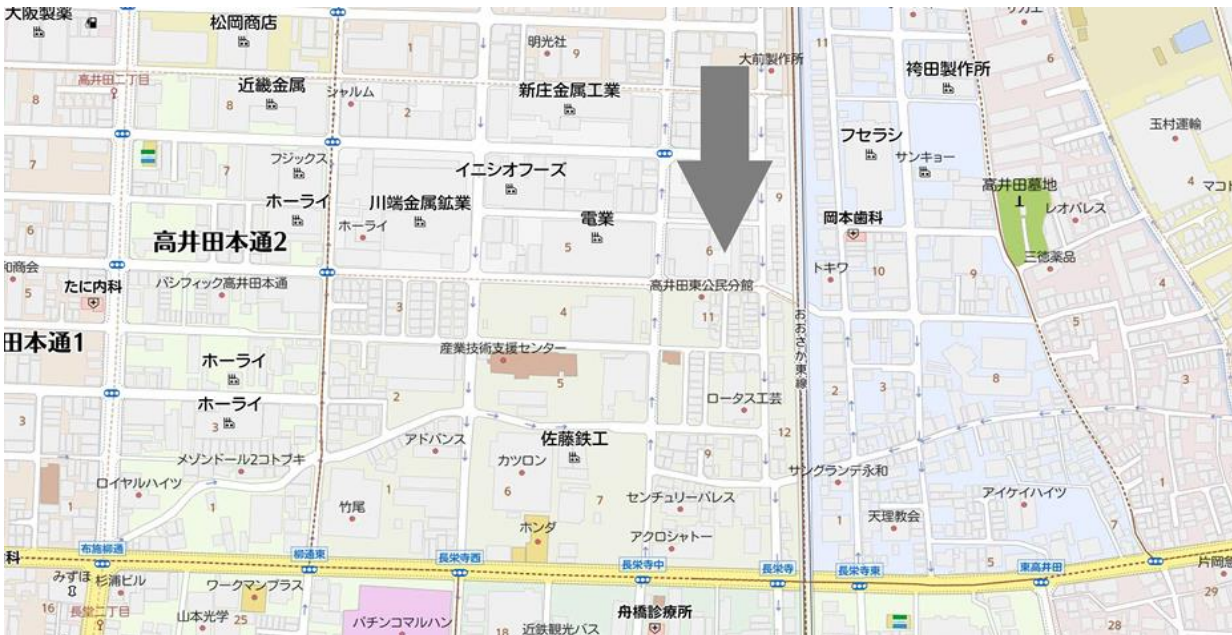 大阪製薬
松岡商店
1
明光社
9
大前製作所
11
サカエ
6
袴田製作所
高井田二丁目
近畿金属
シャルム
新庄金属工業
玉村運輸
8
8
2
フセラシ
サンキョー
4
マコト
7
フジックス
7
イニシオフーズ
高井田墓地
ホーライ
川端金属鉱業
9
レオパレス
ホーライ
電業
岡本歯科
高井田本通2
5
6
三徳薬品
和商会
トキワ
10
9
たに内科
5
パシフィック高井田本通
高井田東公民分館
3
4
11
5
田本通1
おおさか東線
産業技術支援センター
ホーライ
5
2
2
3
8
3
ロータス工芸
ホーライ
3
3
1
12
アドバンス
佐藤鉄工
メゾンドール2コトブキ
カツロン
9
サングランデ永和
ロイヤルハイツ
1
6
7
センチュリーパレス
アイケイハイツ
1
1
1
竹尾
1
天理教会
7
ホンダ
アクロシャトー
布施柳通
柳通東
長栄寺西
長栄寺中
長栄寺
長栄寺東
5
東高井田
科
みずほ
杉浦ビル
ワークマンプラス
29
16
長堂二丁目
山本光学
25
パチンコマルハン
18
近鉄観光バス
舟橋診療所
28